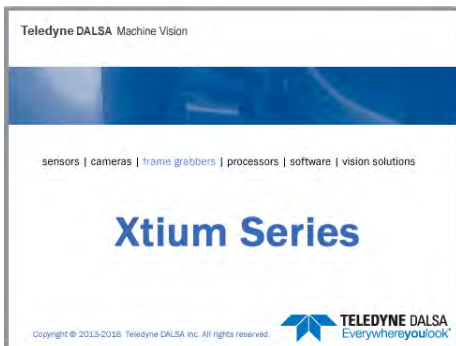 Teledyne DALSA Machine Vision
sensors | cameras | frame grabbers | processors | software | vision solutions
Xtium Series
Copyright © 2013-2018 Teledyne DALSA inc. All rights reserved.
TELEDYNE DALSA
Everywhereyoulook™